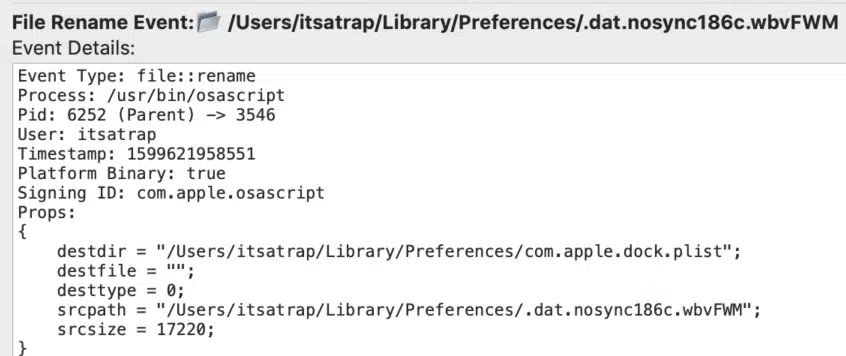 File Rename Event: /Users/itsatrap/Library/Preferences/.dat.nosync186c.wbvFWM
Event Details:
Event Type: file::rename
Process: /usr/bin/osascript
Pid: 6252 (Parent) -> 3546
User: itsatrap
Timestamp: 1599621958551
Platform Binary: true
Signing ID: com.apple.osascript
Props:
{
    destdir = "/Users/itsatrap/Library/Preferences/com.apple.dock.plist";
    destfile = "";
    desttype = 0;
    srcpath = "/Users/itsatrap/Library/Preferences/.dat.nosync186c.wbvFWM";
    srcsize = 17220;
}